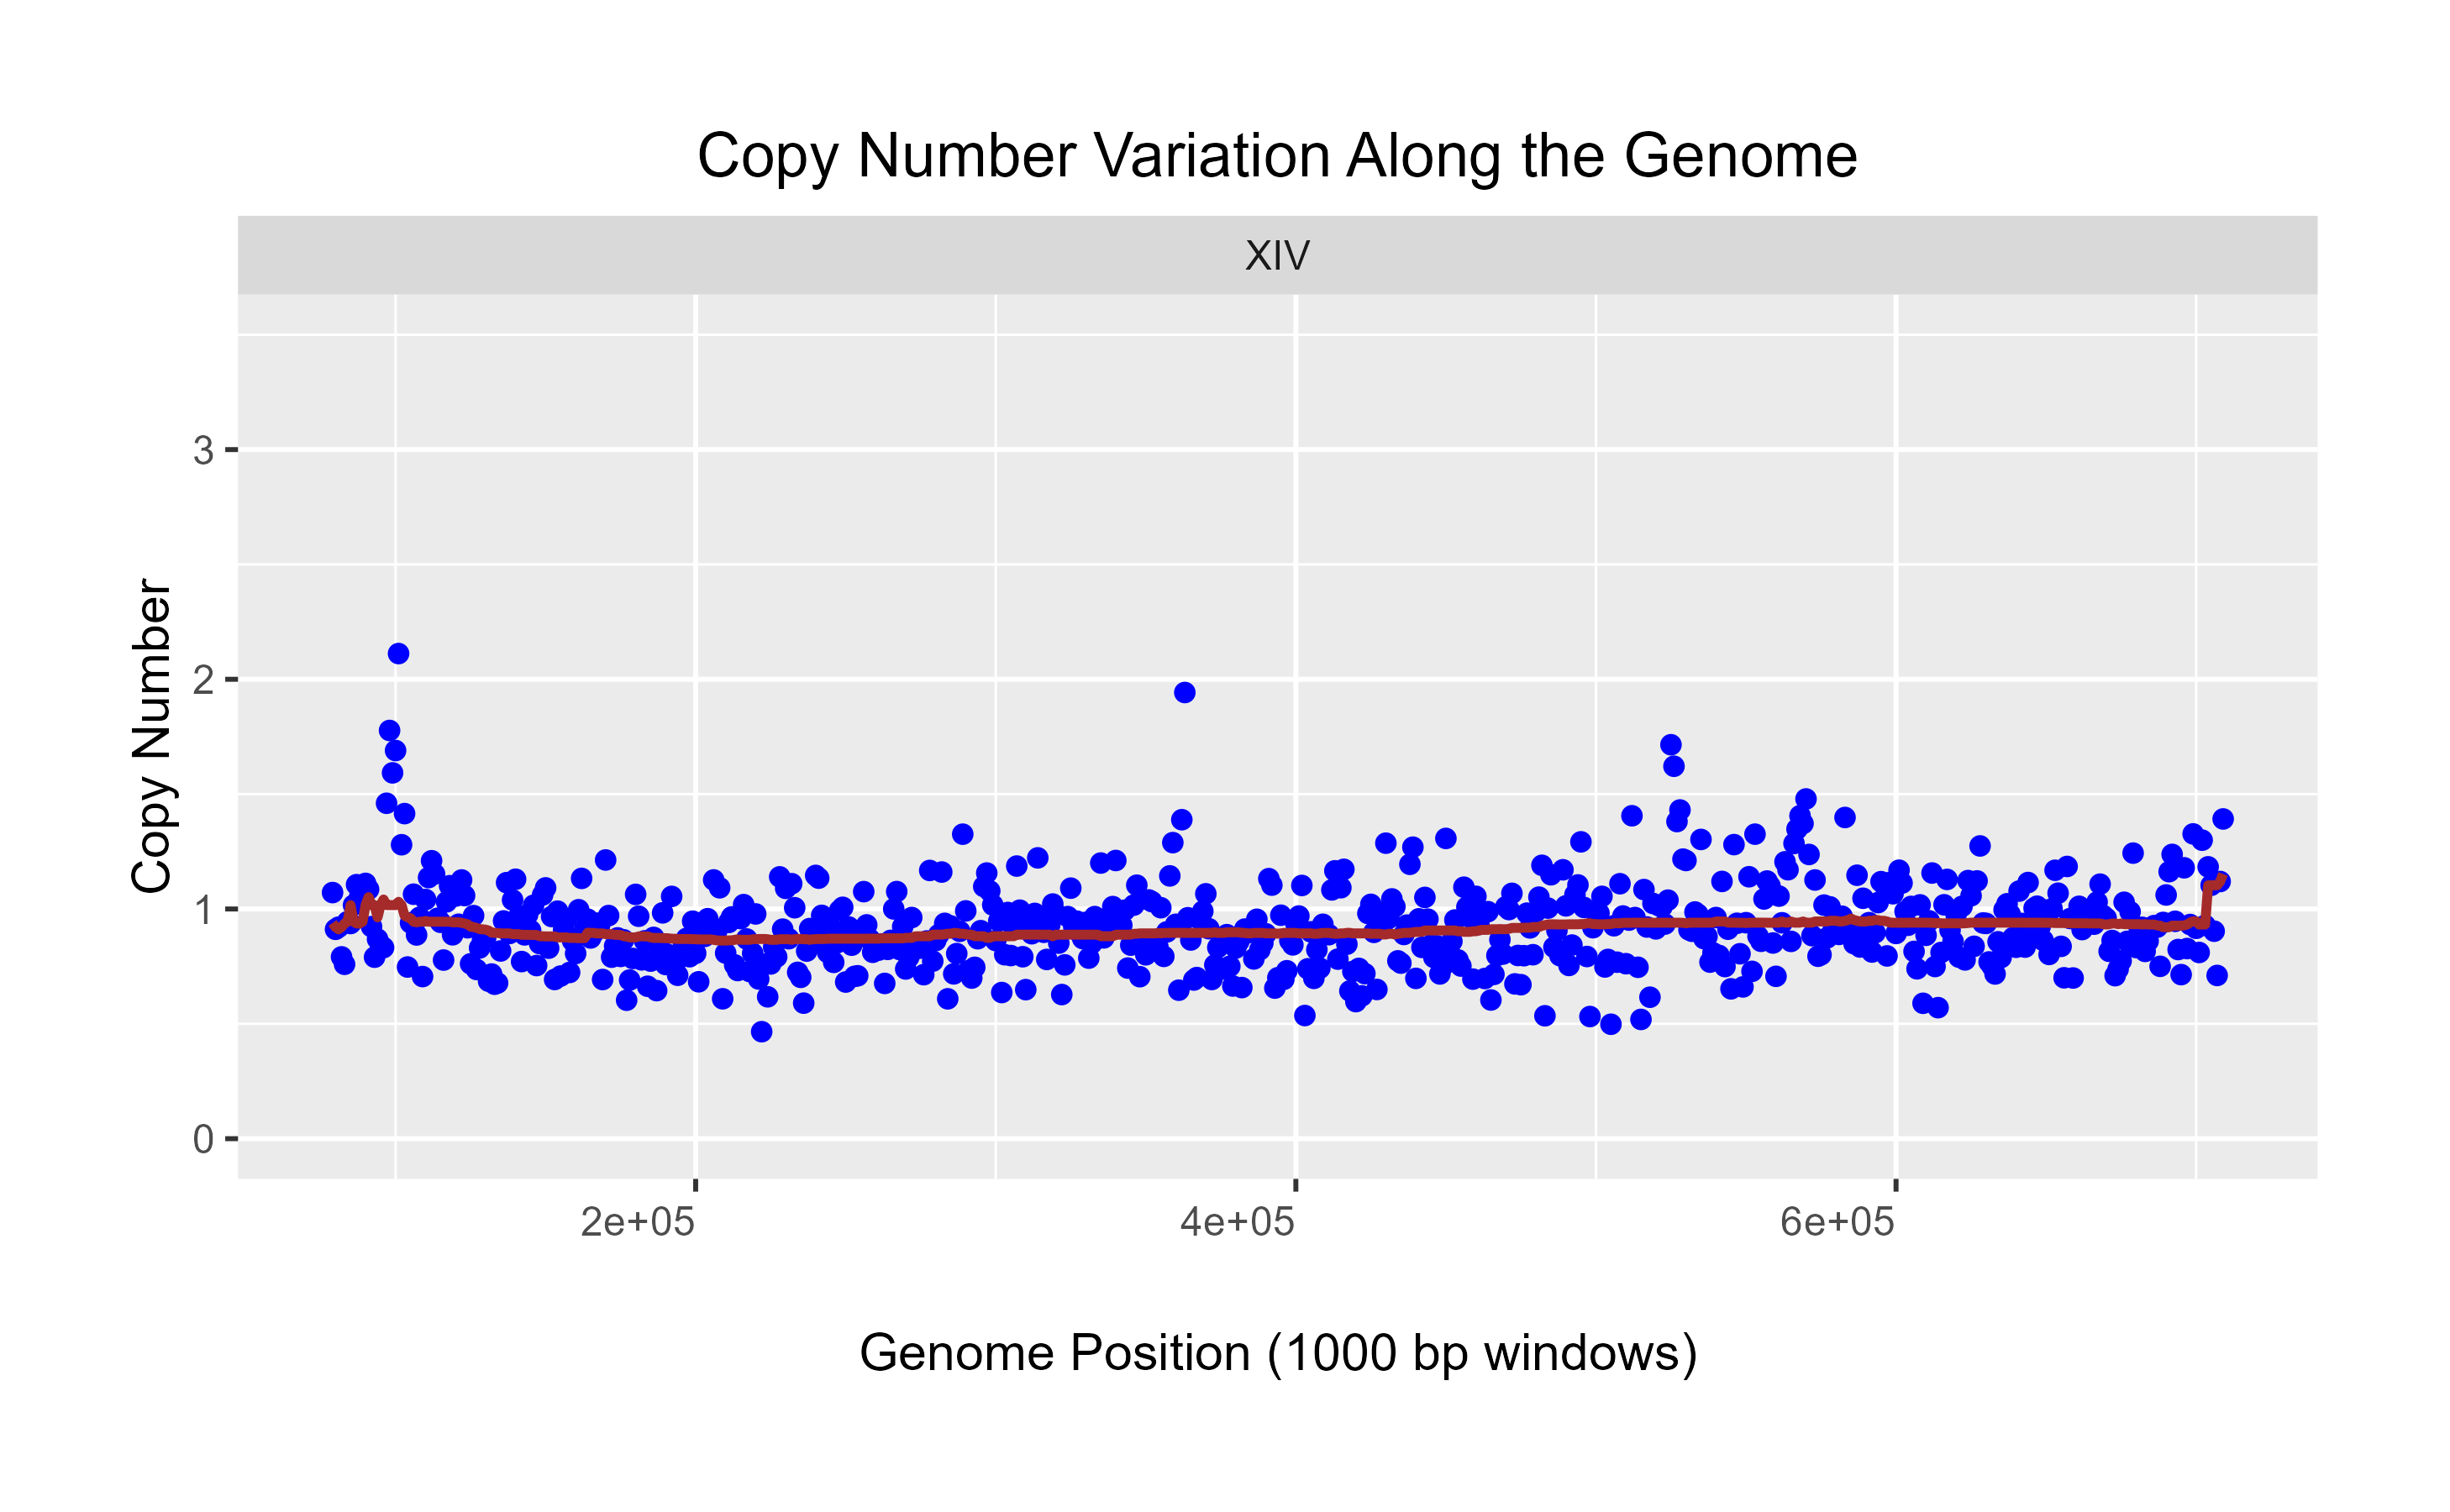 Copy Number Variation Along the Genome
XIV
Copy Number
3
2
1
0
2e+05 4e+05 6e+05
Genome Position (1000 bp windows)